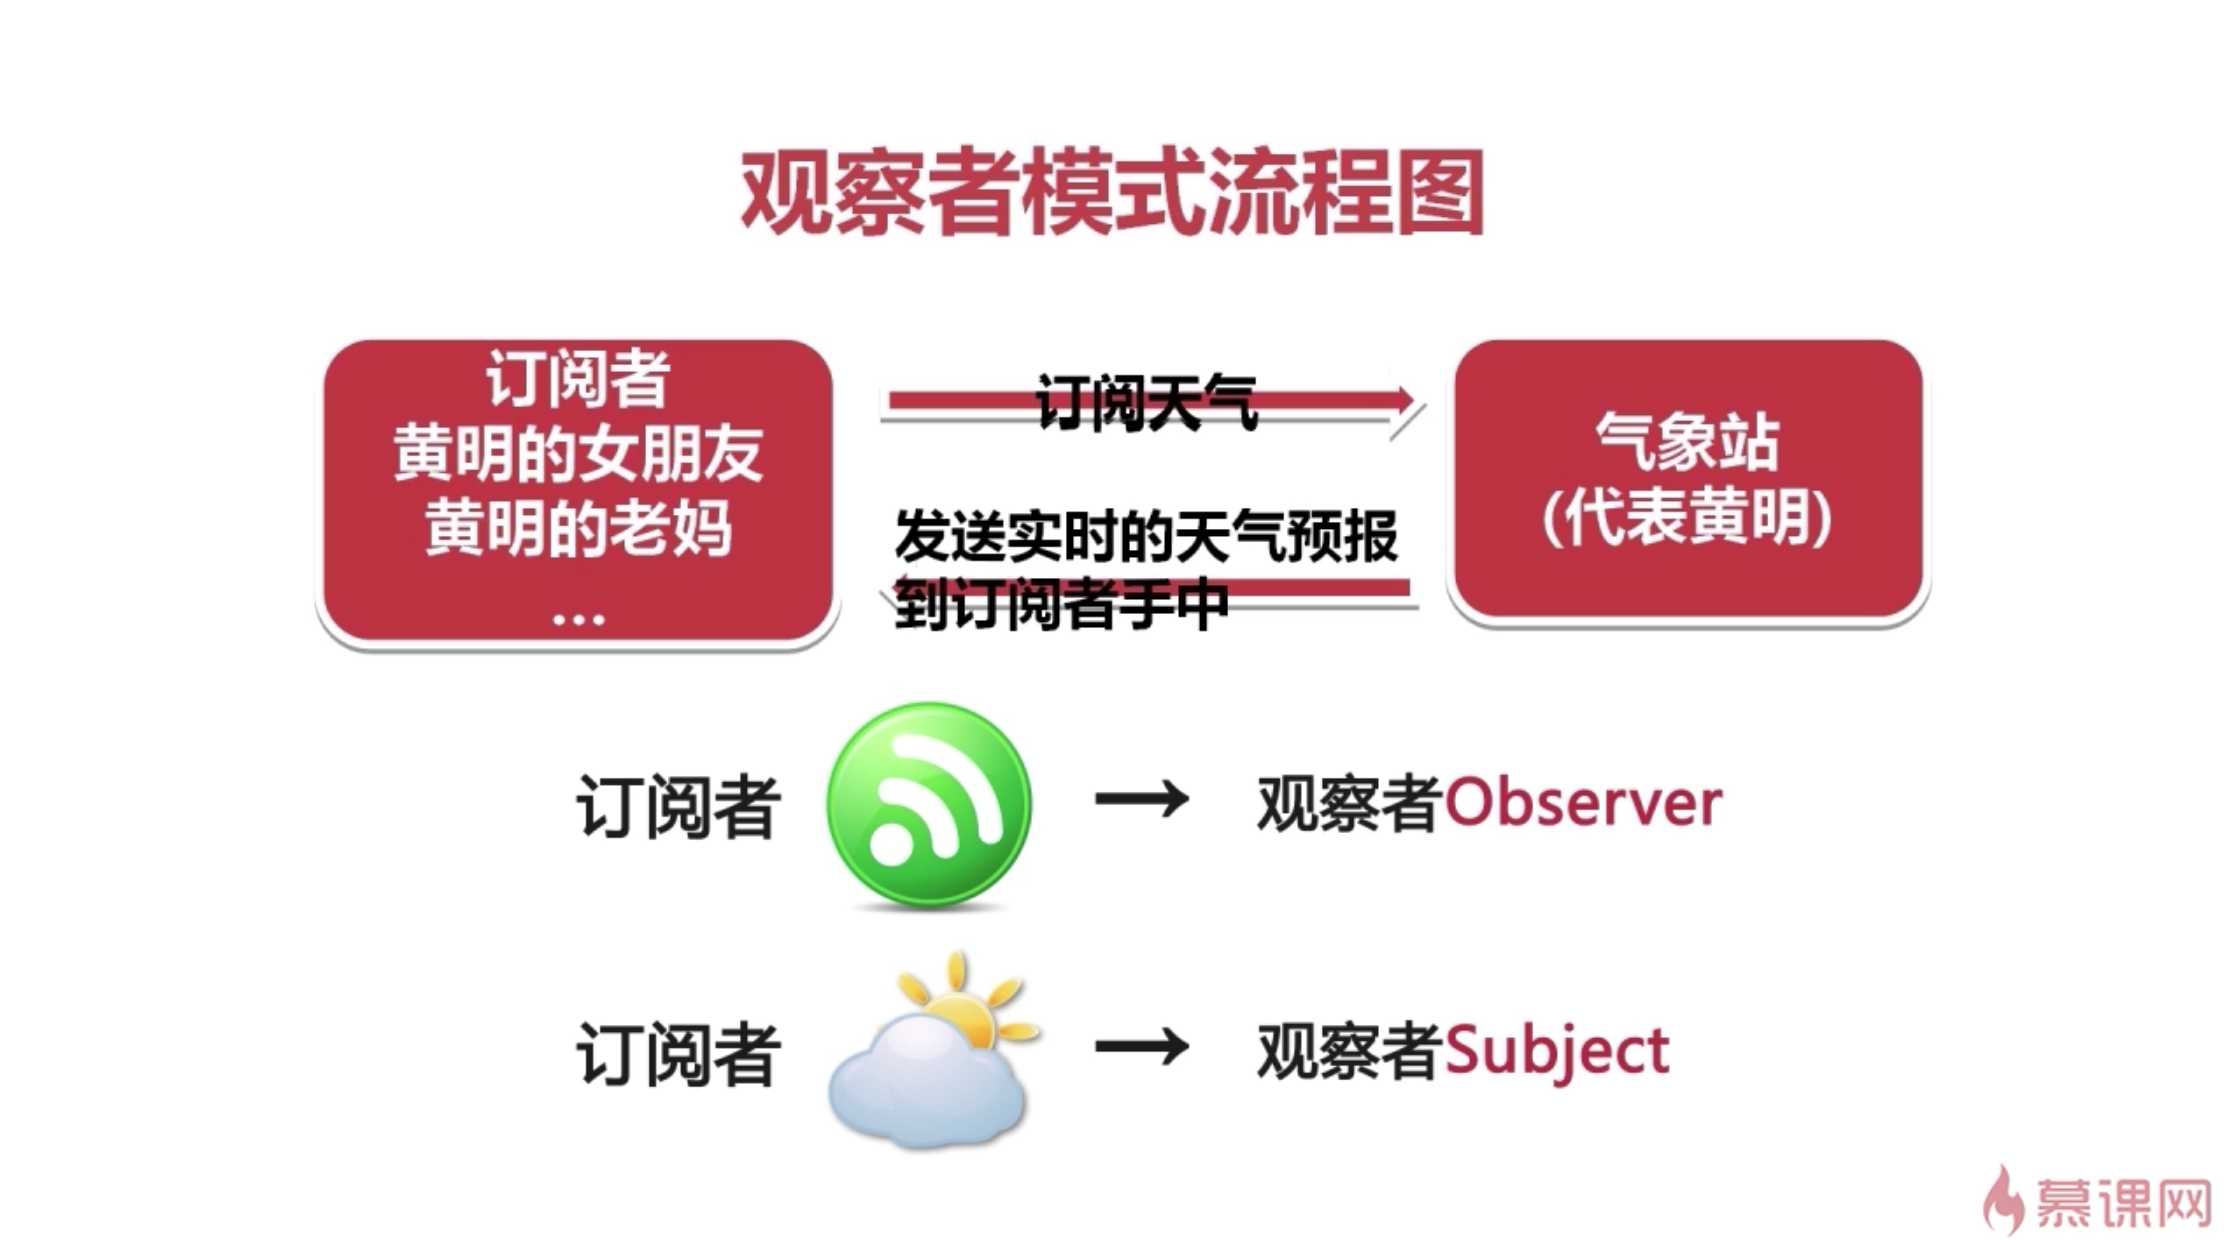 观察者模式流程图
订阅者
黄明的女朋友
黄明的老妈
...
订阅天气
发送实时的天气预报
到订阅者手中
气象站
(代表黄明)
订阅者 → 观察者Observer
订阅者 → 观察者Subject
慕课网